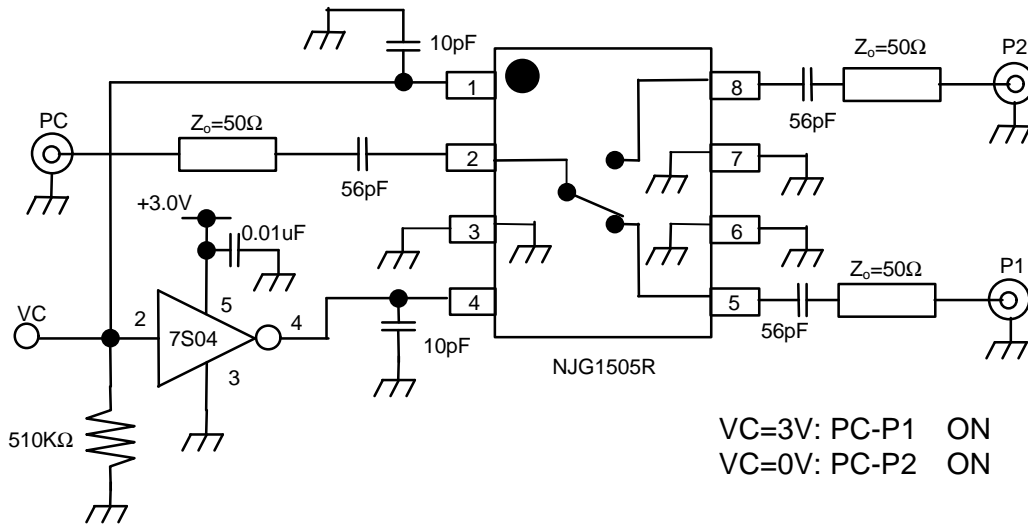 10pF
Zₒ=50Ω
P2
1
8
56pF
PC
Zₒ=50Ω
2
7
56pF
+3.0V
0.01uF
3
6
Zₒ=50Ω
P1
5
4
5
56pF
VC
2
7S04
4
10pF
3
NJG1505R
510KΩ
VC=3V: PC-P1 ON
VC=0V: PC-P2 ON